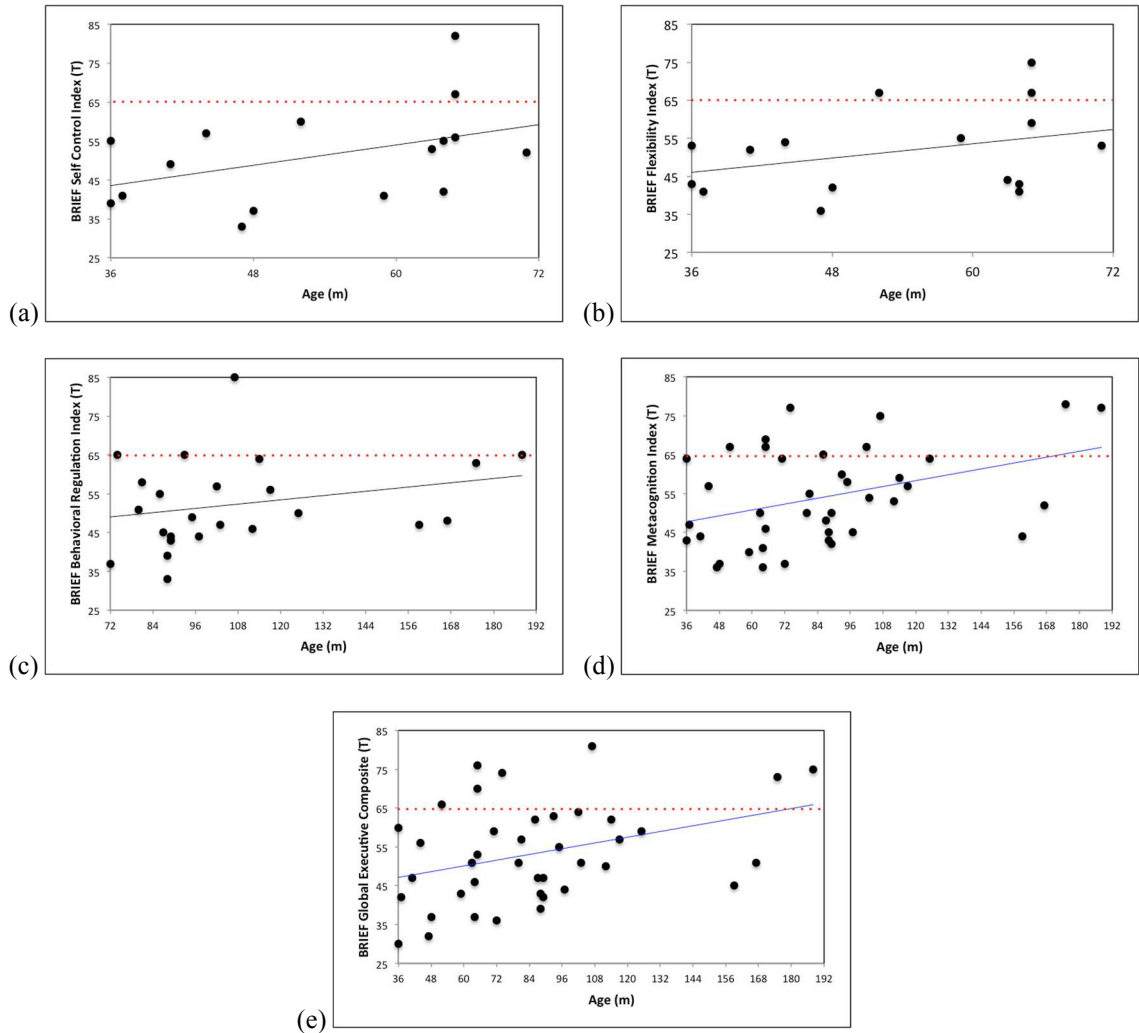 85
75
65
55
45
35
25
BRIEF Self Control Index (T)
36
48
60
72
Age (m)
(a)
85
75
65
55
45
35
25
BRIEF Flexibility Index (T)
36
48
60
72
Age (m)
(b)
85
75
65
55
45
35
25
BRIEF Behavioral Regulation Index (T)
72 84 96 108 120 132 144 156 168 180 192
Age (m)
(c)
85
75
65
55
45
35
25
BRIEF Metacognition Index (T)
36 48 60 72 84 96 108 120 132 144 156 168 180 192
Age (m)
(d)
85
75
65
55
45
35
25
BRIEF Global Executive Composite (T)
36 48 60 72 84 96 108 120 132 144 156 168 180 192
Age (m)
(e)